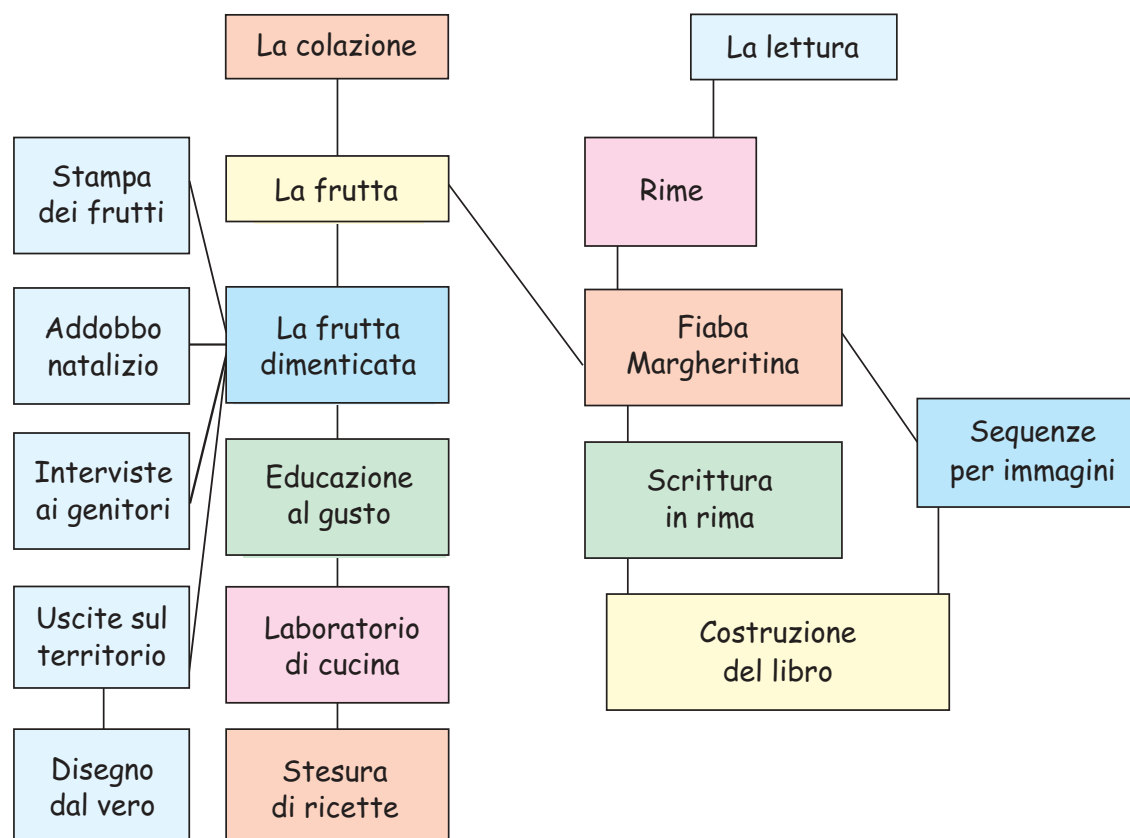 La colazione
La lettura
Stampa
dei frutti
La frutta
Rime
Addobbo
natalizio
La frutta
dimenticata
Fiaba
Margheritina
Sequenze
per immagini
Interviste
ai genitori
Educazione
al gusto
Scrittura
in rima
Uscite sul
territorio
Laboratorio
di cucina
Costruzione
del libro
Disegno
dal vero
Stesura
di ricette